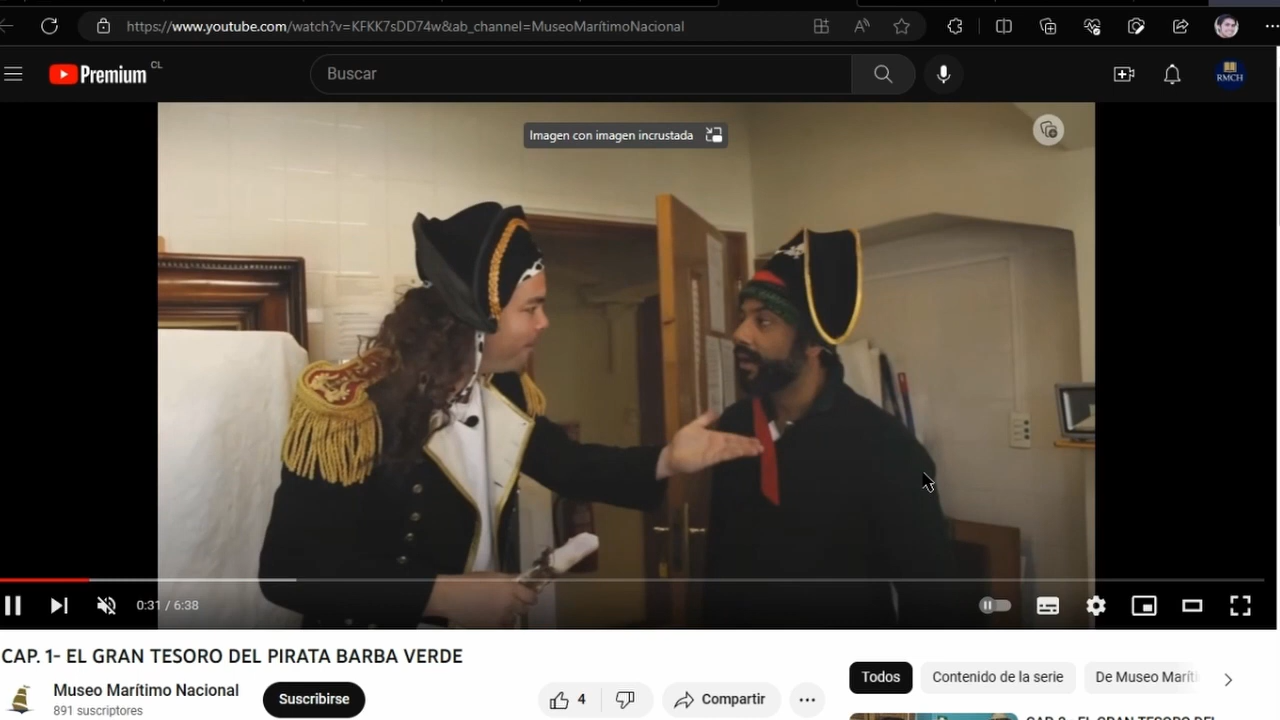 https://www.youtube.com/watch?v=KFKK7sDD74w&ab_channel=MuseoMarítimoNacional
Premium CL
Buscar
RMCH
Imagen con imagen incrustada
0:31 / 6:38
CAP. 1- EL GRAN TESORO DEL PIRATA BARBA VERDE
Museo Marítimo Nacional
891 suscriptores
Suscribirse
4
Compartir
Todos
Contenido de la serie
De Museo Maríti